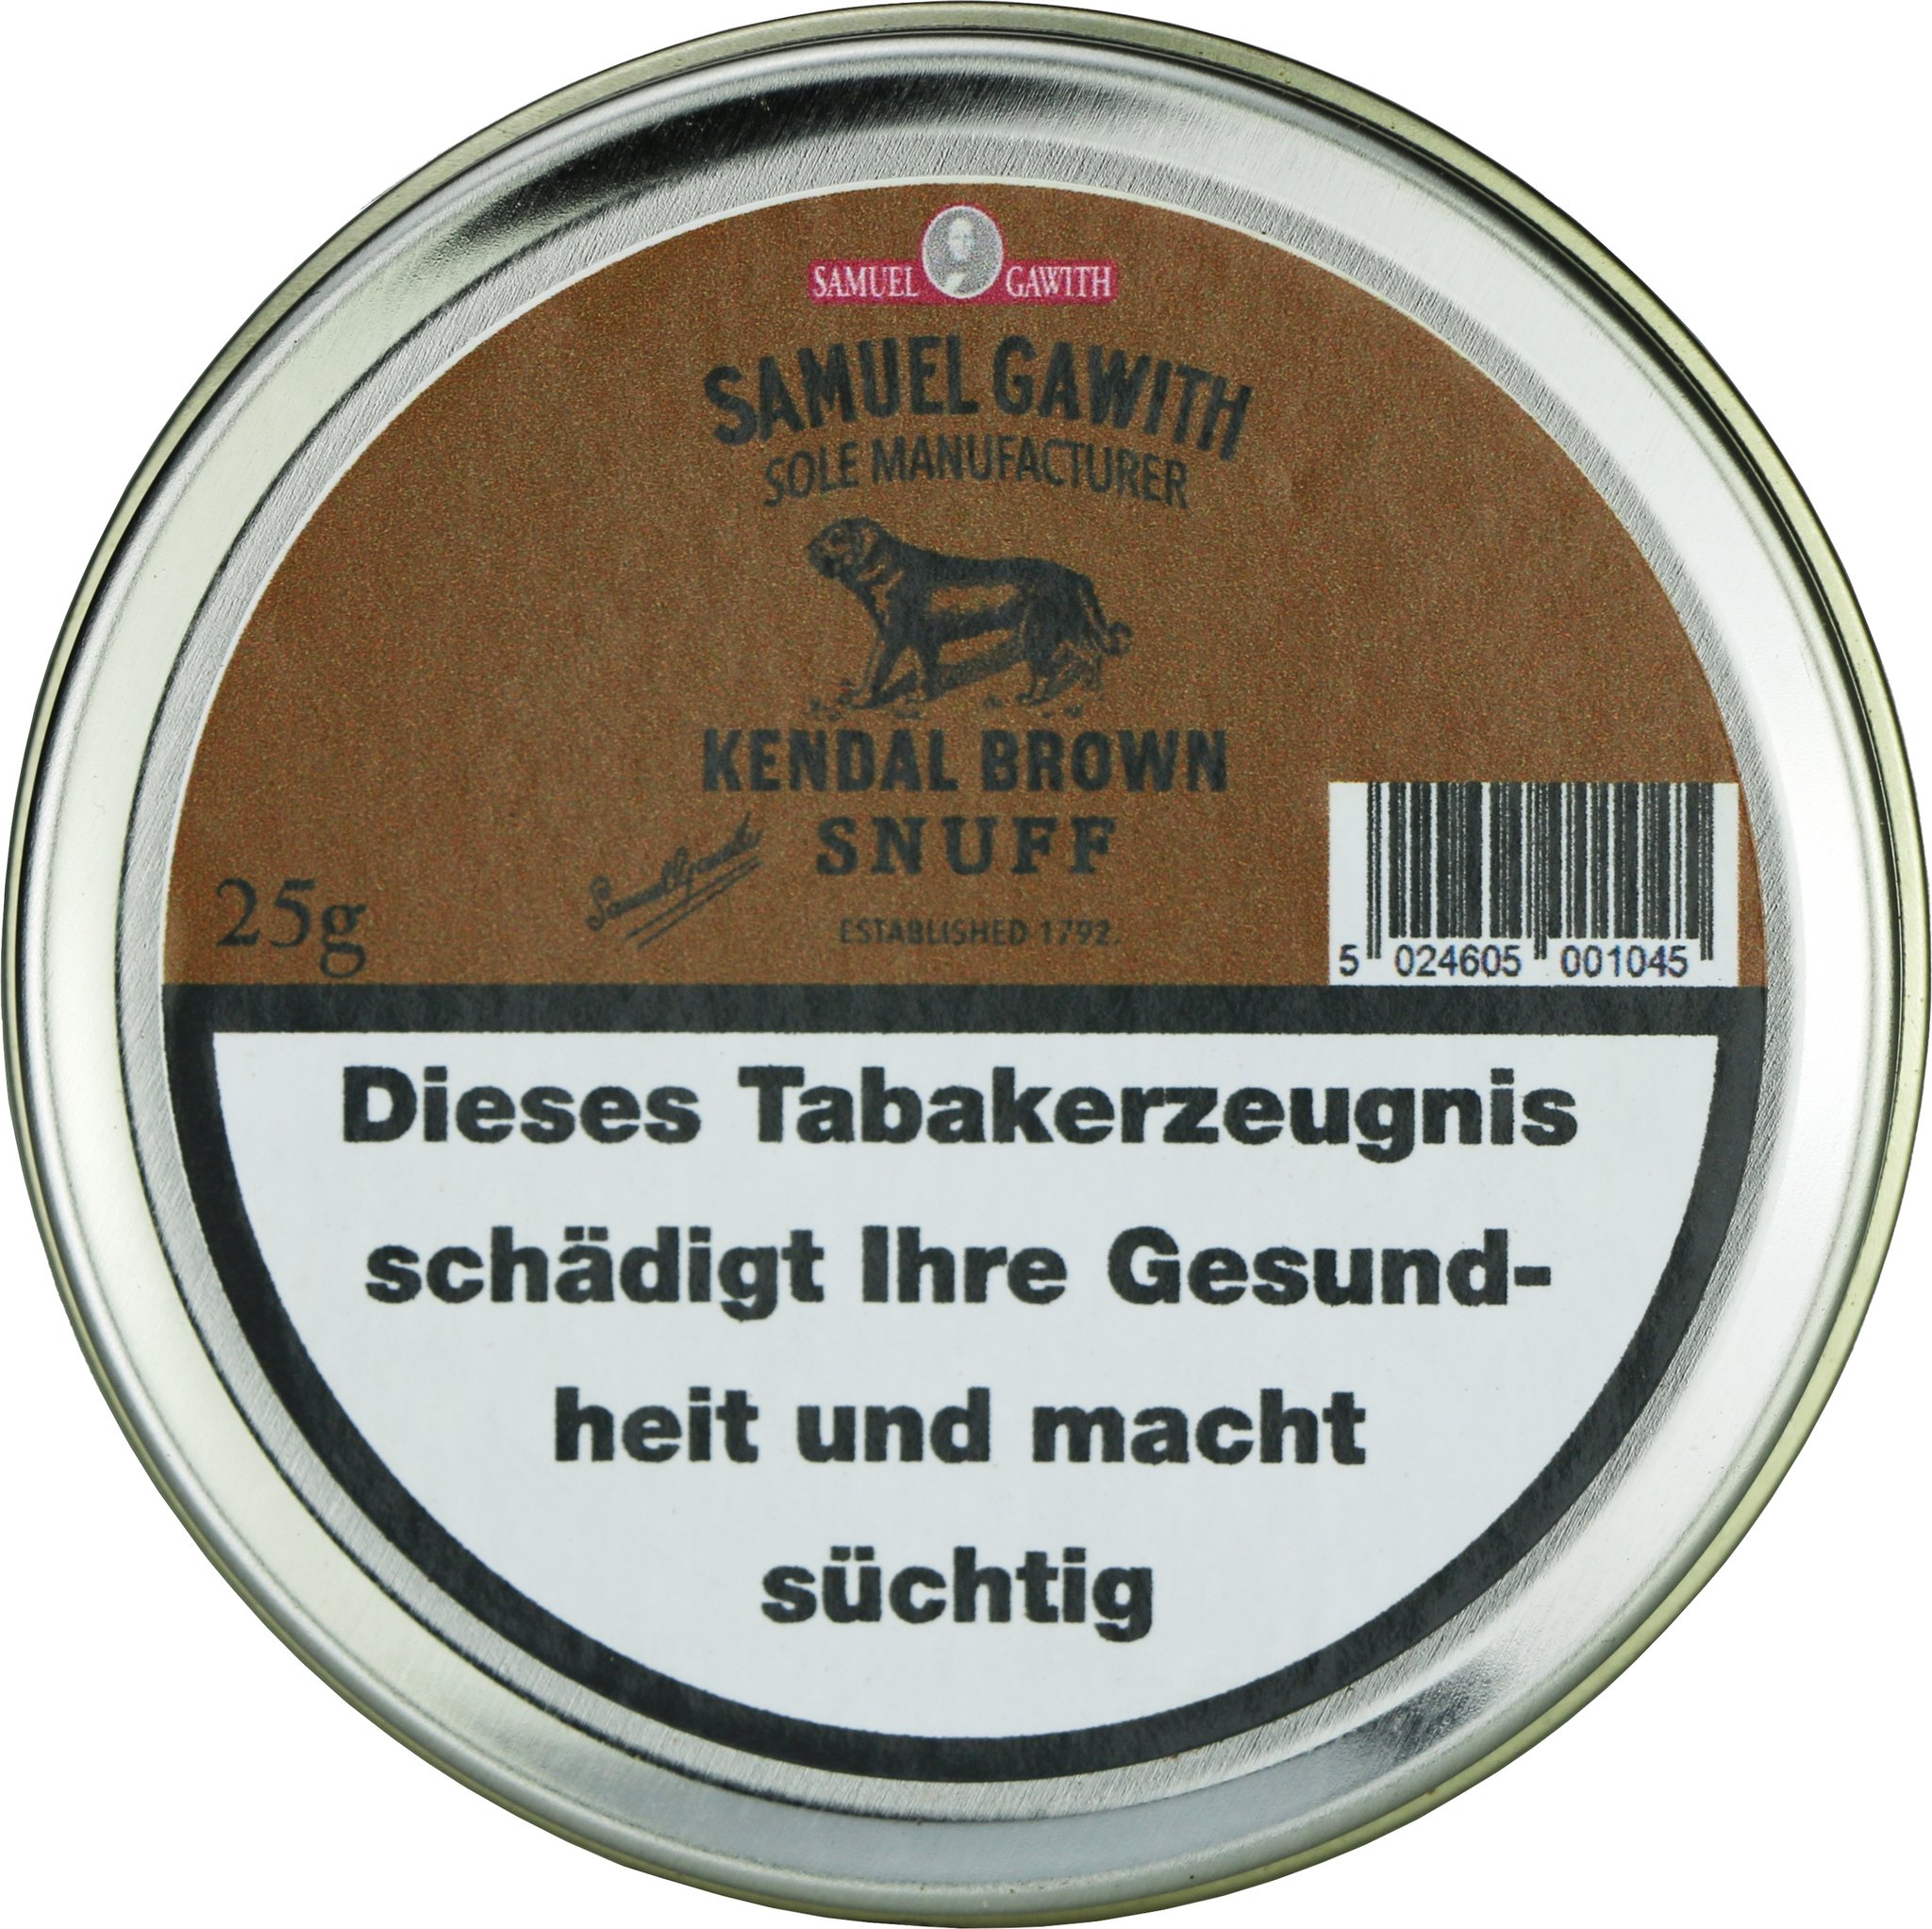 SAMUEL GAWITH
SAMUEL GAWITH
SOLE MANUFACTURER
KENDAL BROWN
SNUFF
25g
ESTABLISHED 1792.
5 024605 001045
Dieses Tabakerzeugnis
schädigt Ihre Gesund-
heit und macht
süchtig